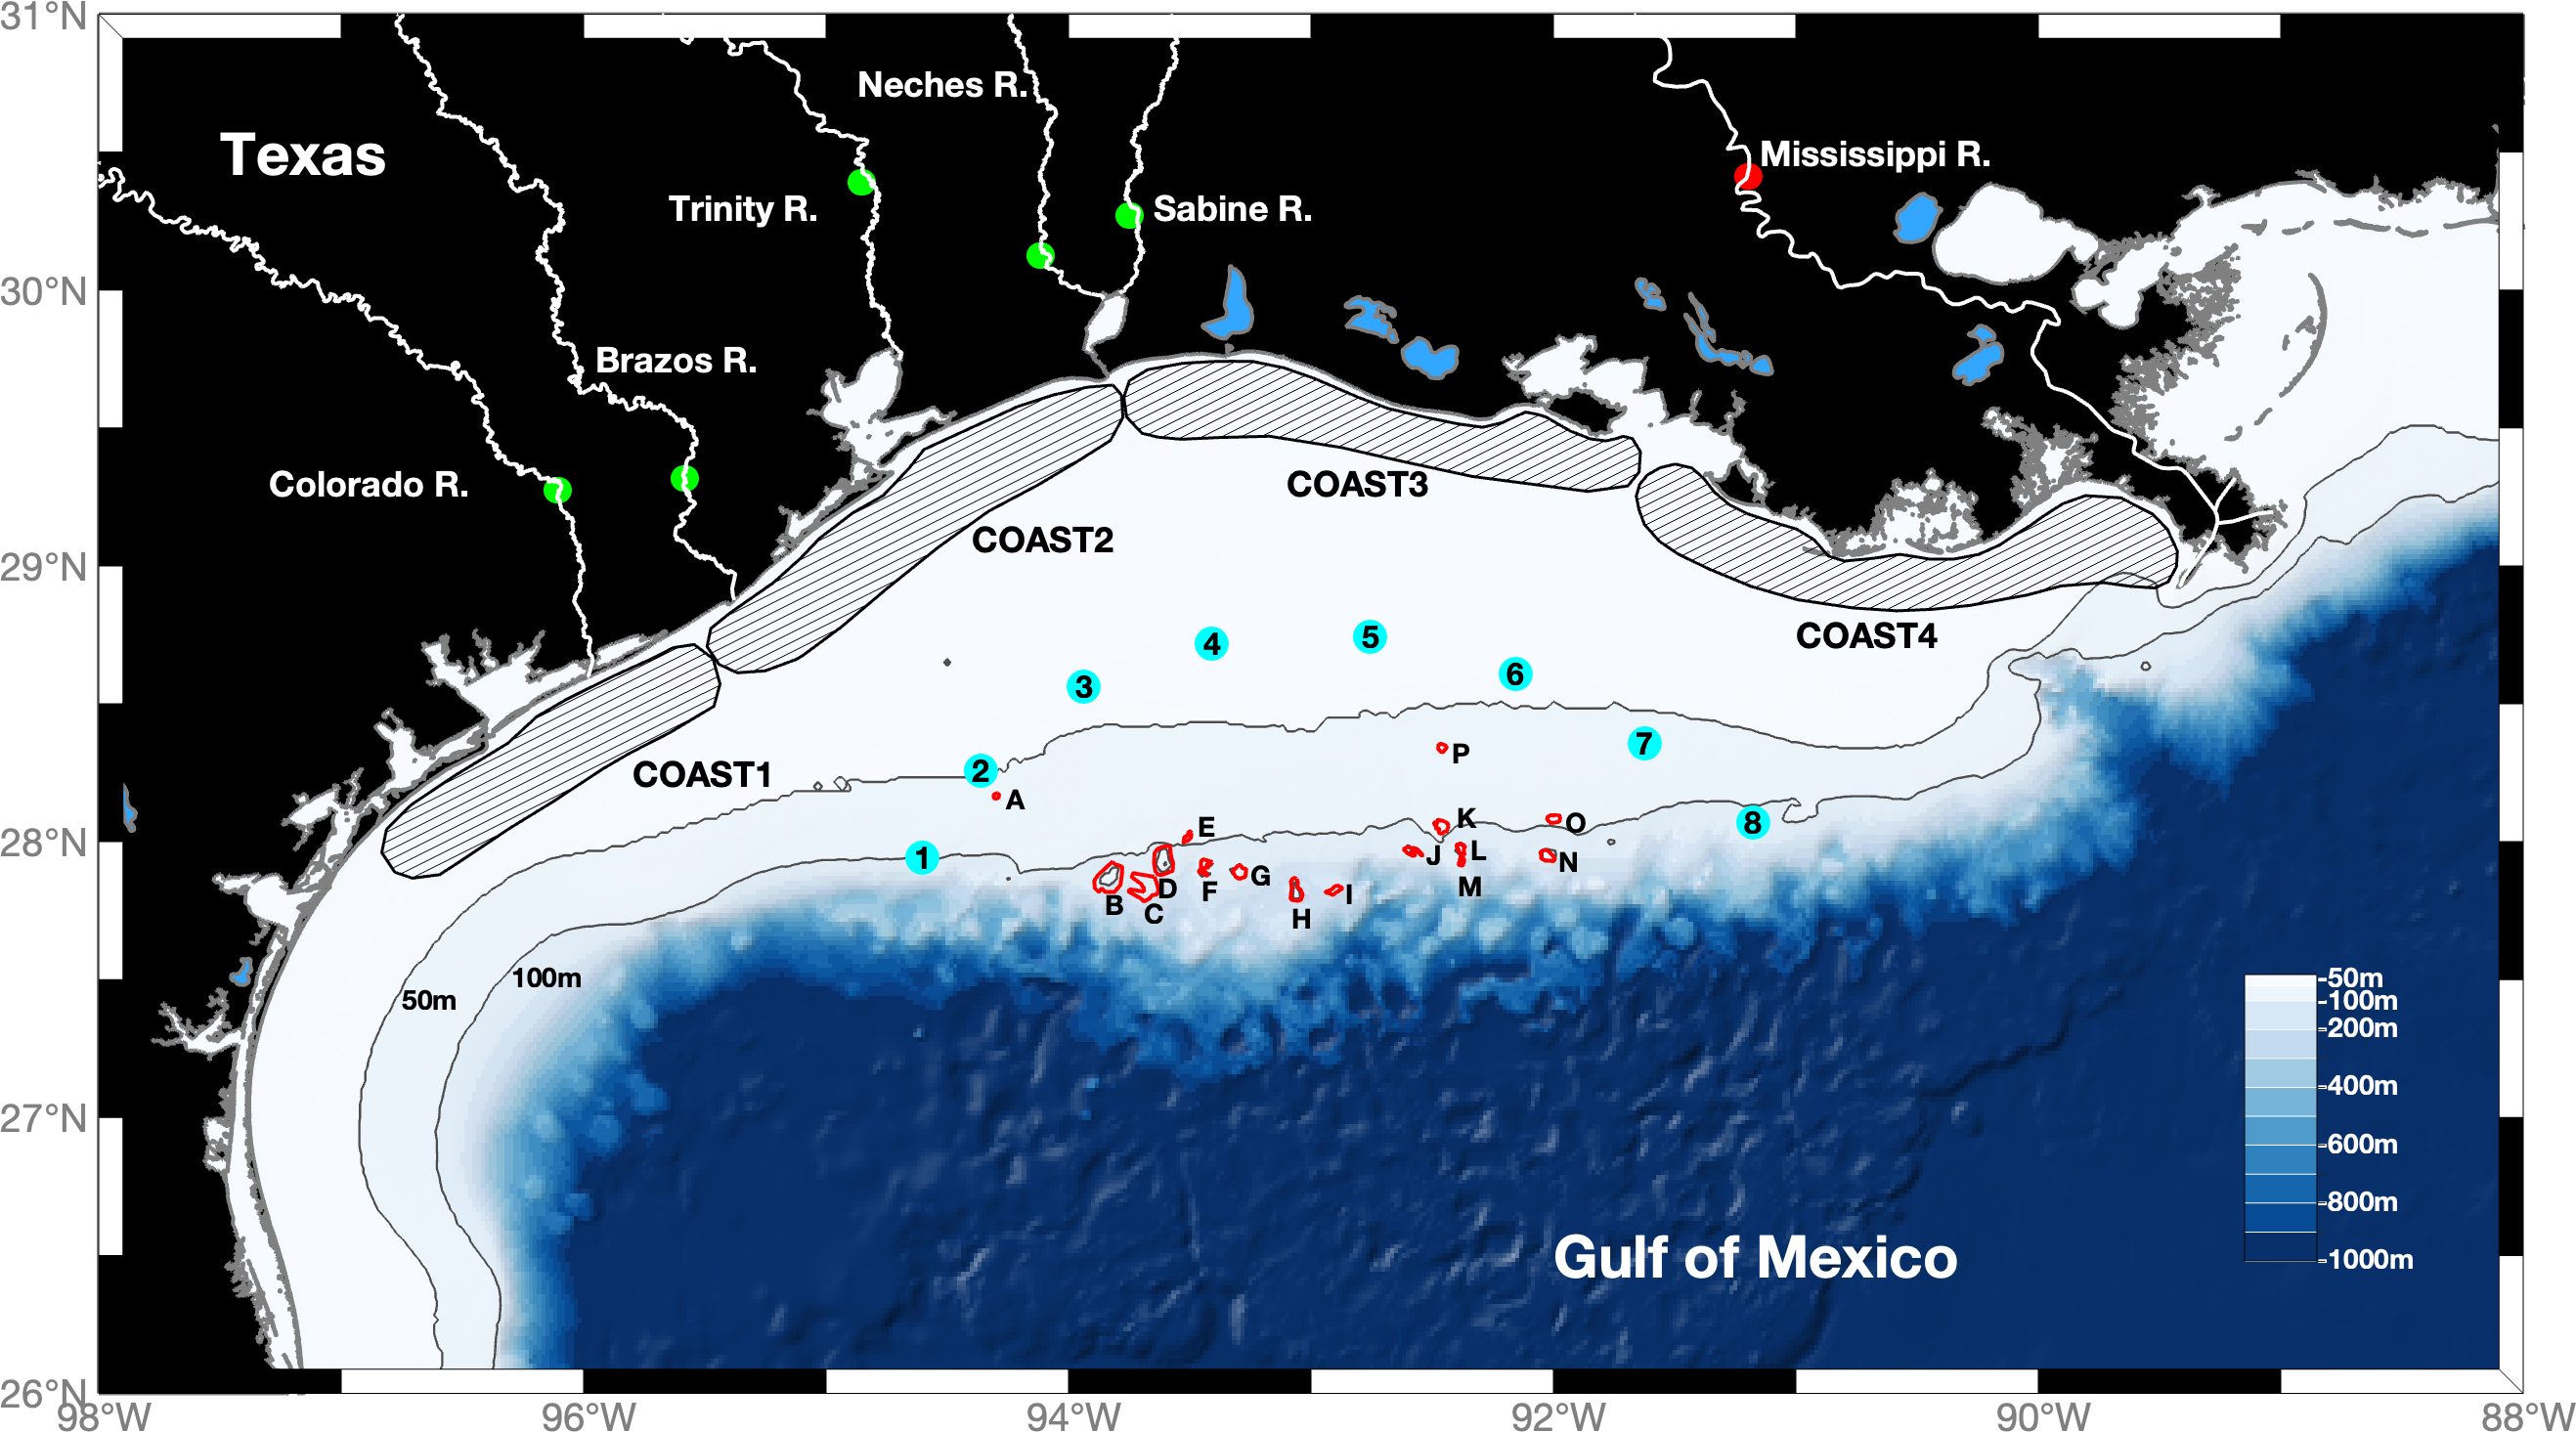 31°N
Neches R.
Texas
Mississippi R.
Trinity R.
Sabine R.
30°N
Brazos R.
Colorado R.
COAST3
COAST2
29°N
COAST4
4
5
6
3
COAST1
7
P
2
A
28°N
8
K
O
E
1
J
L
N
D
F
G
M
I
B
C
H
50m
100m
-50m
-100m
-200m
-400m
-600m
-800m
-1000m
27°N
Gulf of Mexico
26°N
98°W
96°W
94°W
92°W
90°W
88°W